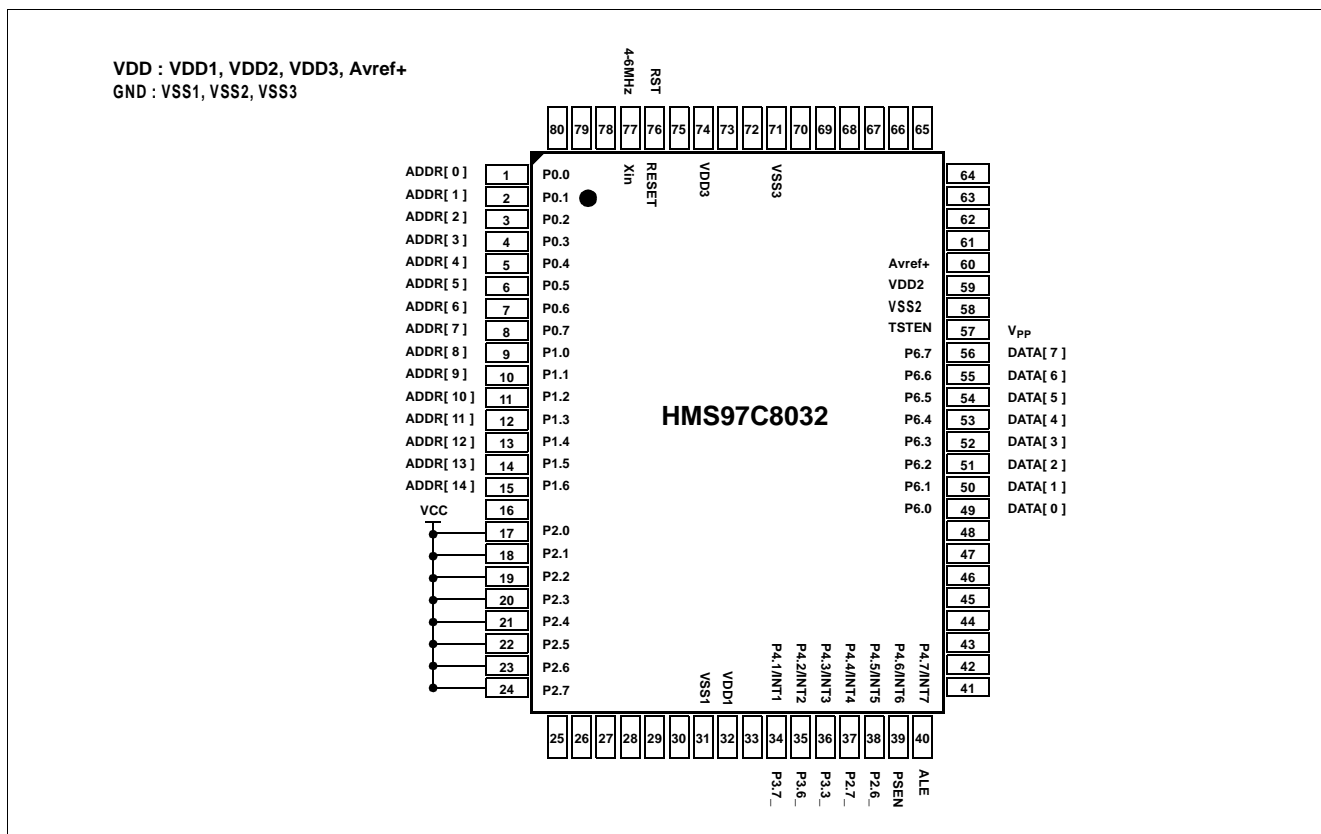 VDD : VDD1, VDD2, VDD3, Avref+
GND : VSS1, VSS2, VSS3
4-6MHz
RST
80 79 78 77 76 75 74 73 72 71 70 69 68 67 66 65
Xin
RESET
VDD3
VSS3
ADDR[ 0 ] 1 P0.0
ADDR[ 1 ] 2 P0.1
ADDR[ 2 ] 3 P0.2
ADDR[ 3 ] 4 P0.3
ADDR[ 4 ] 5 P0.4
ADDR[ 5 ] 6 P0.5
ADDR[ 6 ] 7 P0.6
ADDR[ 7 ] 8 P0.7
ADDR[ 8 ] 9 P1.0
ADDR[ 9 ] 10 P1.1
ADDR[ 10 ] 11 P1.2
ADDR[ 11 ] 12 P1.3
ADDR[ 12 ] 13 P1.4
ADDR[ 13 ] 14 P1.5
ADDR[ 14 ] 15 P1.6
VCC 16
17 P2.0
18 P2.1
19 P2.2
20 P2.3
21 P2.4
22 P2.5
23 P2.6
24 P2.7
HMS97C8032
64
63
62
61
Avref+ 60
VDD2 59
VSS2 58
TSTEN 57 VPP
P6.7 56 DATA[ 7 ]
P6.6 55 DATA[ 6 ]
P6.5 54 DATA[ 5 ]
P6.4 53 DATA[ 4 ]
P6.3 52 DATA[ 3 ]
P6.2 51 DATA[ 2 ]
P6.1 50 DATA[ 1 ]
P6.0 49 DATA[ 0 ]
48
47
46
45
44
43
42
41
VSS1
VDD1
P4.1/INT1
P4.2/INT2
P4.3/INT3
P4.4/INT4
P4.5/INT5
P4.6/INT6
P4.7/INT7
25 26 27 28 29 30 31 32 33 34 35 36 37 38 39 40
P3.7_
P3.6_
P3.3_
P2.7_
P2.6_
PSEN
ALE